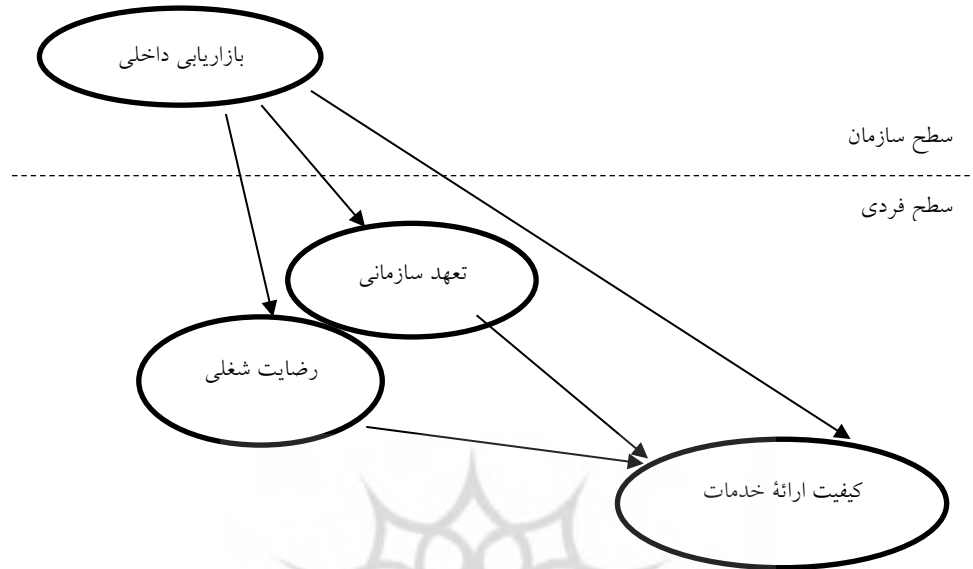 بازاریابی داخلی
سطح سازمان
سطح فردی
تعهد سازمانی
رضایت شغلی
کیفیت ارائهٔ خدمات